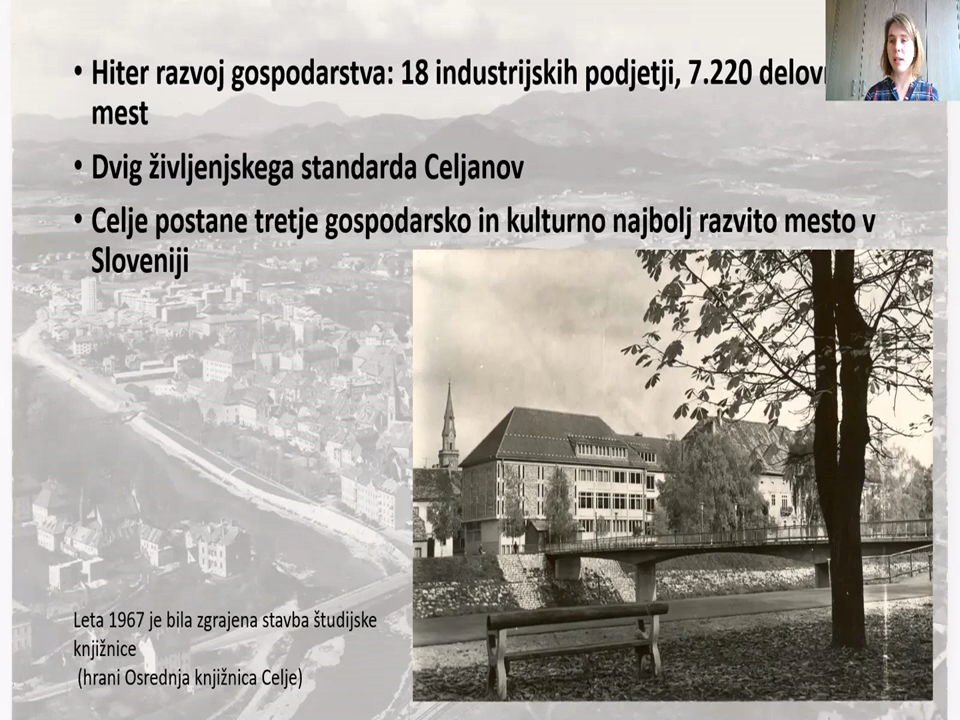 • Hiter razvoj gospodarstva: 18 industrijskih podjetji, 7.220
mest
• Dvig življenjskega standarda Celjanov
• Celje postane tretje gospodarsko in kulturno najbolj razvito mesto v
Sloveniji
Leta 1967 je bila zgrajena stavba študijske
knjižnice
(hrani Osrednja knjižnica Celje)